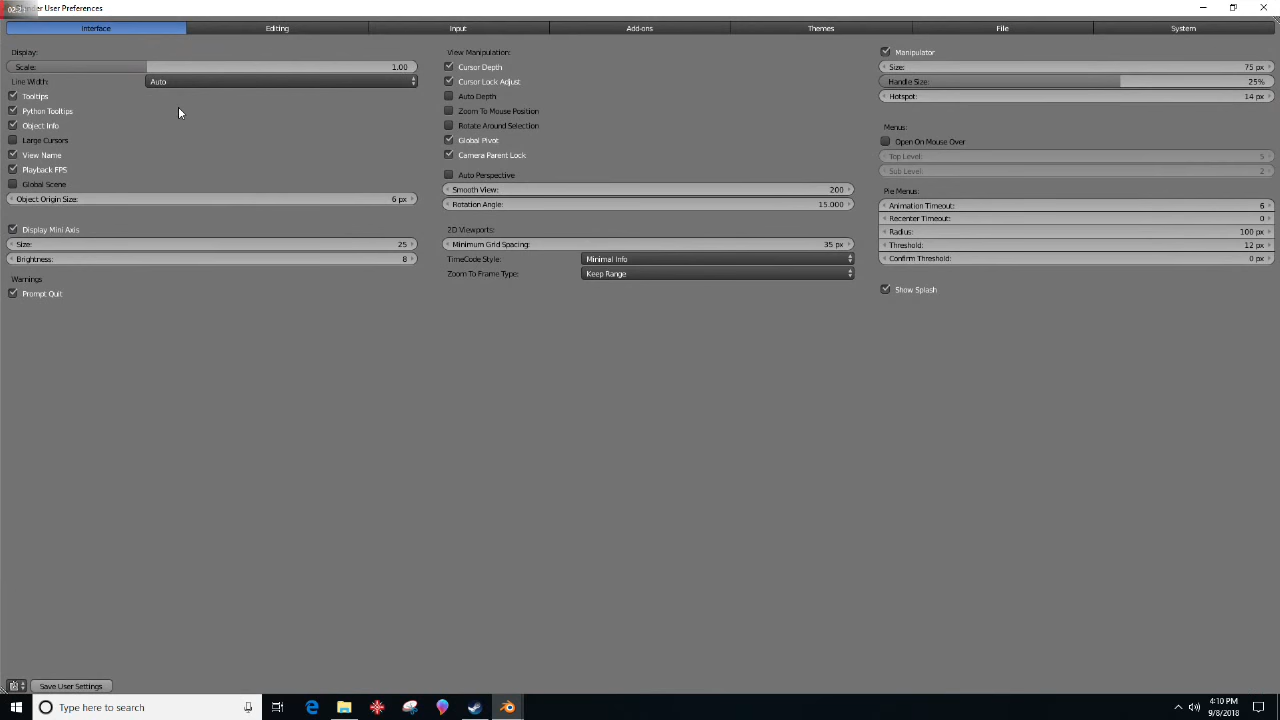 02:2
nder User Preferences
Interface Editing Input Add-ons Themes File System
Display:
Scale: 1.00
Line Width: Auto
Tooltips
Python Tooltips
Object Info
Large Cursors
View Name
Playback FPS
Global Scene
Object Origin Size: 6 px
Display Mini Axis
Size: 25
Brightness: 8
Warnings
Prompt Quit
View Manipulation:
Cursor Depth
Cursor Lock Adjust
Auto Depth
Zoom To Mouse Position
Rotate Around Selection
Global Pivot
Camera Parent Lock
Auto Perspective
Smooth View: 200
Rotation Angle: 15.000
2D Viewports:
Minimum Grid Spacing: 35 px
TimeCode Style: Minimal Info
Zoom To Frame Type: Keep Range
Manipulator
Size: 75 px
Handle Size: 25%
Hotspot: 14 px
Menus:
Open On Mouse Over
Top Level: 5
Sub Level: 2
Pie Menus:
Animation Timeout: 6
Recenter Timeout: 0
Radius: 100 px
Threshold: 12 px
Confirm Threshold: 0 px
Show Splash
Save User Settings
Type here to search
4:10 PM
9/8/2018